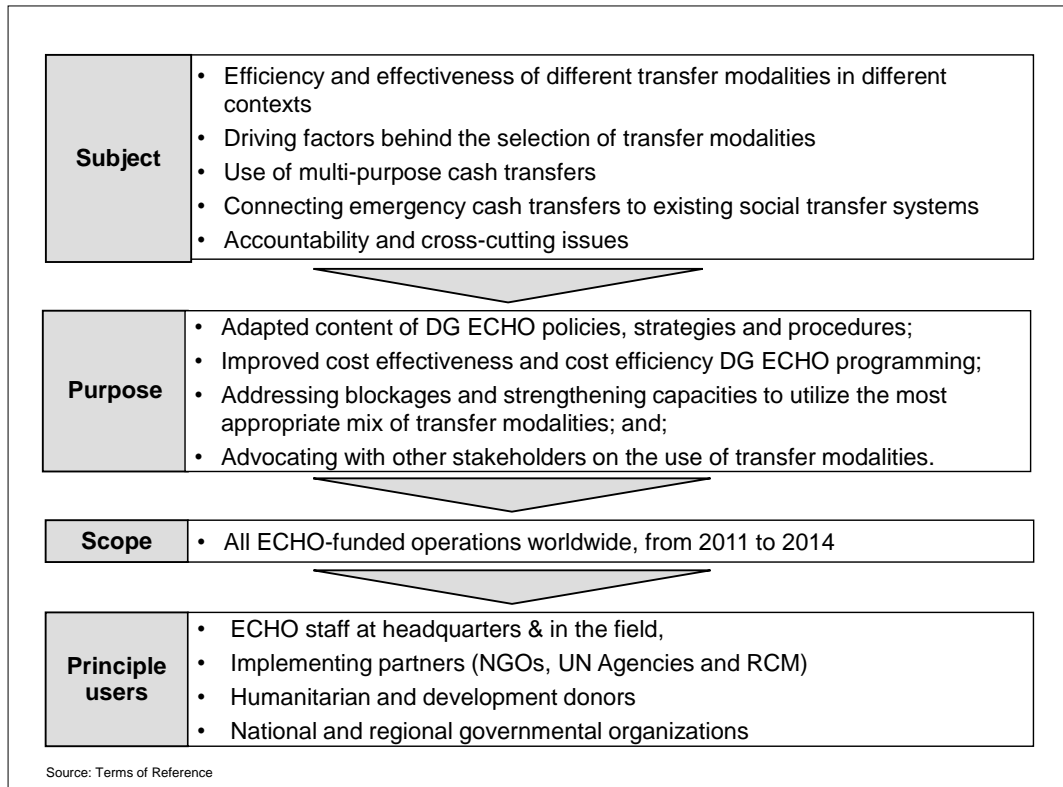 Subject
• Efficiency and effectiveness of different transfer modalities in different
contexts
• Driving factors behind the selection of transfer modalities
• Use of multi-purpose cash transfers
• Connecting emergency cash transfers to existing social transfer systems
• Accountability and cross-cutting issues
Purpose
• Adapted content of DG ECHO policies, strategies and procedures;
• Improved cost effectiveness and cost efficiency DG ECHO programming;
• Addressing blockages and strengthening capacities to utilize the most
appropriate mix of transfer modalities; and;
• Advocating with other stakeholders on the use of transfer modalities.
Scope
• All ECHO-funded operations worldwide, from 2011 to 2014
Principle
users
• ECHO staff at headquarters & in the field,
• Implementing partners (NGOs, UN Agencies and RCM)
• Humanitarian and development donors
• National and regional governmental organizations
Source: Terms of Reference